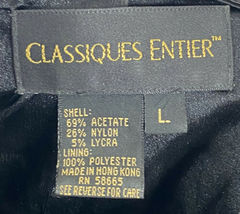 CLASSIQUES ENTIER™
SHELL:
69% ACETATE
26% NYLON
5% LYCRA
LINING:
100% POLYESTER
MADE IN HONG KONG
RN 58665
SEE REVERSE FOR CARE
L